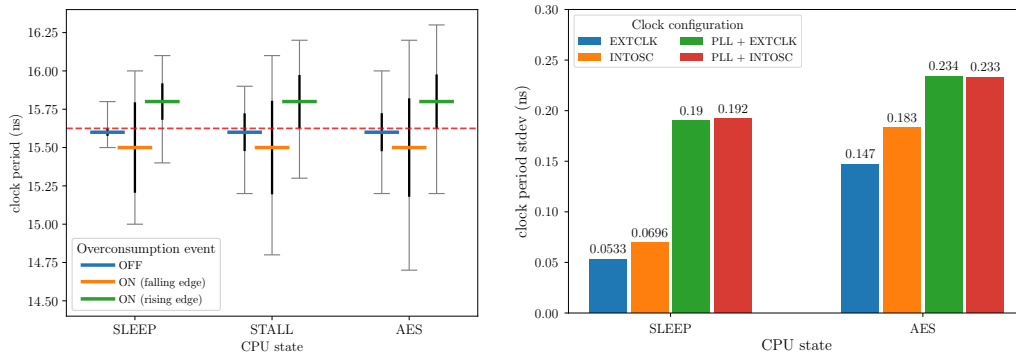 clock period (ns)
16.25
16.00
15.75
15.50
15.25
15.00
14.75
14.50
Overconsumption event
OFF
ON (falling edge)
ON (rising edge)
SLEEP STALL AES
CPU state
clock period stdev (ns)
0.30
0.25
0.20
0.15
0.10
0.05
0.00
Clock configuration
EXTCLK PLL + EXTCLK
INTOSC PLL + INTOSC
0.0533 0.0696 0.19 0.192
0.147 0.183 0.234 0.233
SLEEP AES
CPU state